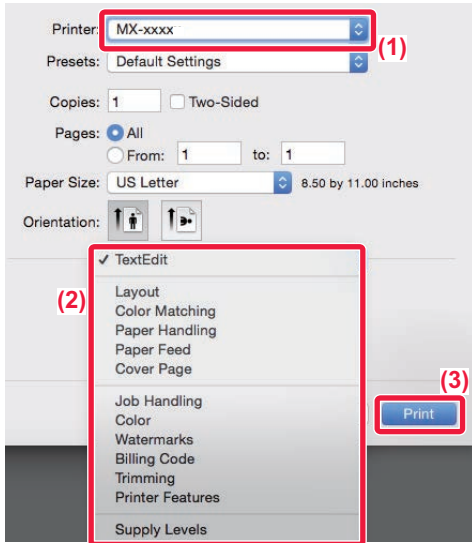 Printer: MX-xxxx
(1)
Presets: Default Settings
Copies: 1 Two-Sided
Pages: All
From: 1 to: 1
Paper Size: US Letter 8.50 by 11.00 inches
Orientation:
(2)
✓ TextEdit
Layout
Color Matching
Paper Handling
Paper Feed
Cover Page
Job Handling
Color
Watermarks
Billing Code
Trimming
Printer Features
Supply Levels
(3)
Print